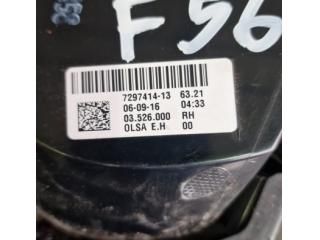 F56
7297414-13 63.21
06-09-16 04:33
03.526.000 RH
OLSA E.H 00